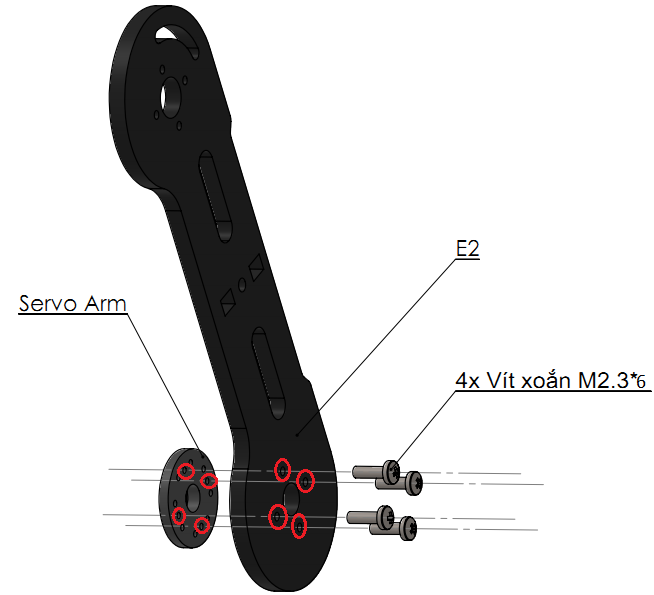 E2
Servo Arm
4x Vít xoắn M2.3*6